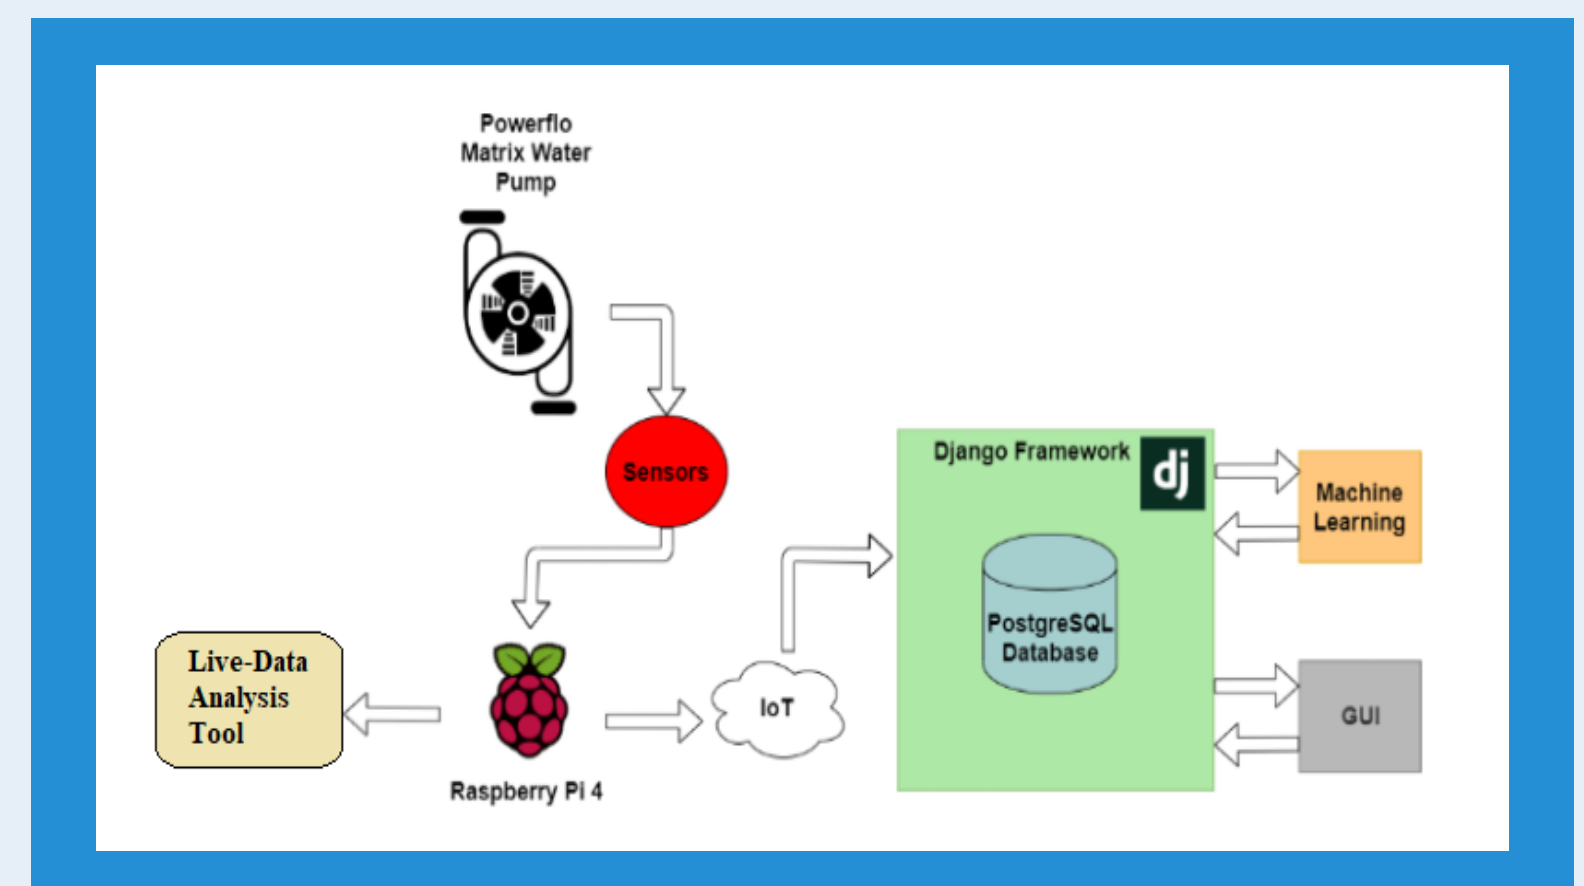 Powerflo
Matrix Water
Pump
Sensors
Django Framework
dj
Machine
Learning
PostgreSQL
Database
Live-Data
Analysis
Tool
IoT
GUI
Raspberry Pi 4